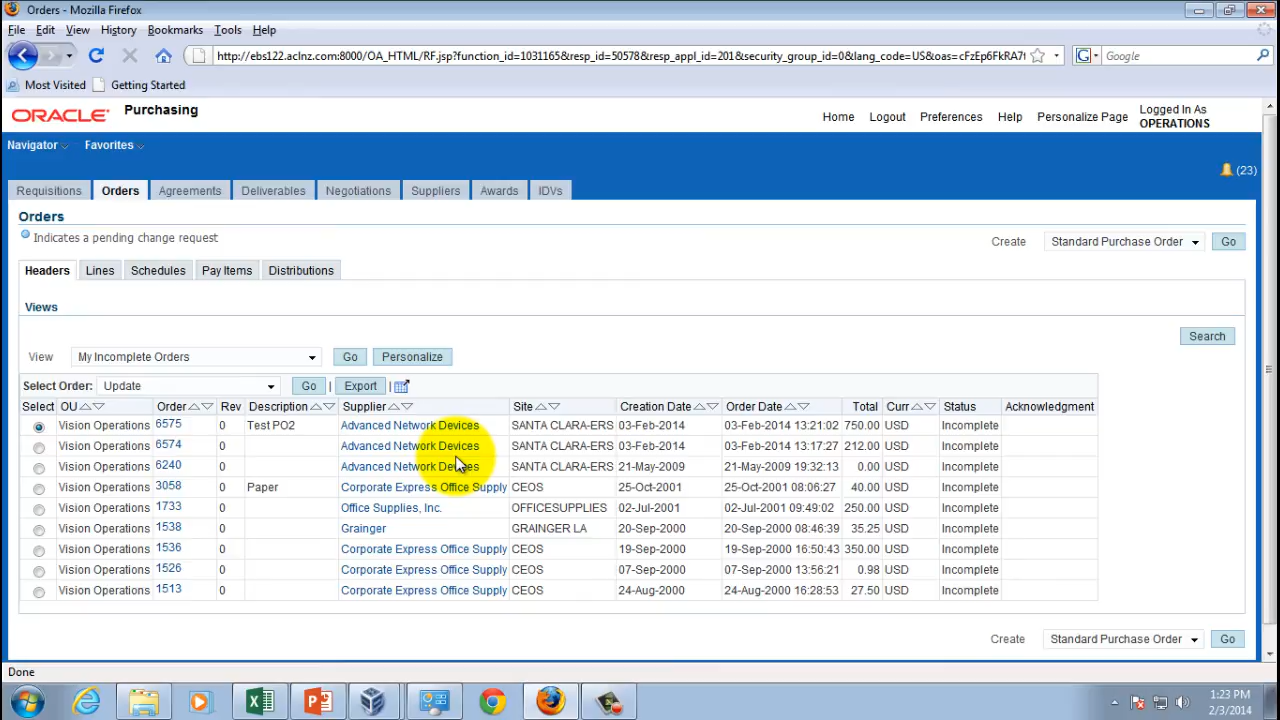 Orders - Mozilla Firefox
File Edit View History Bookmarks Tools Help
http://ebs122.aclnz.com:8000/OA_HTML/RF.jsp?function_id=1031165&resp_id=50578&resp_appl_id=201&security_group_id=0&lang_code=US&oas=cFzEp6FkRA7t Google
Most Visited Getting Started
ORACLE Purchasing
Home Logout Preferences Help Personalize Page Logged In As
OPERATIONS
Navigator Favorites
(23)
Requisitions Orders Agreements Deliverables Negotiations Suppliers Awards IDVs
Orders
Indicates a pending change request
Create Standard Purchase Order Go
Headers Lines Schedules Pay Items Distributions
Views
Search
View My Incomplete Orders Go Personalize
Select Order: Update Go | Export |
Select OU Order Rev Description Supplier Site Creation Date Order Date Total Curr Status Acknowledgment
Vision Operations 6575 0 Test PO2 Advanced Network Devices SANTA CLARA-ERS 03-Feb-2014 03-Feb-2014 13:21:02 750.00 USD Incomplete
Vision Operations 6574 0 Advanced Network Devices SANTA CLARA-ERS 03-Feb-2014 03-Feb-2014 13:17:27 212.00 USD Incomplete
Vision Operations 6240 0 Advanced Network Devices SANTA CLARA-ERS 21-May-2009 21-May-2009 19:32:13 0.00 USD Incomplete
Vision Operations 3058 0 Paper Corporate Express Office Supply CEOS 25-Oct-2001 25-Oct-2001 08:06:27 40.00 USD Incomplete
Vision Operations 1733 0 Office Supplies, Inc. OFFICESUPPLIES 02-Jul-2001 02-Jul-2001 09:49:02 250.00 USD Incomplete
Vision Operations 1538 0 Grainger GRAINGER LA 20-Sep-2000 20-Sep-2000 08:46:39 35.25 USD Incomplete
Vision Operations 1536 0 Corporate Express Office Supply CEOS 19-Sep-2000 19-Sep-2000 16:50:43 350.00 USD Incomplete
Vision Operations 1526 0 Corporate Express Office Supply CEOS 07-Sep-2000 07-Sep-2000 13:56:21 0.98 USD Incomplete
Vision Operations 1513 0 Corporate Express Office Supply CEOS 24-Aug-2000 24-Aug-2000 16:28:53 27.50 USD Incomplete
Create Standard Purchase Order Go
Done
1:23 PM
2/3/2014